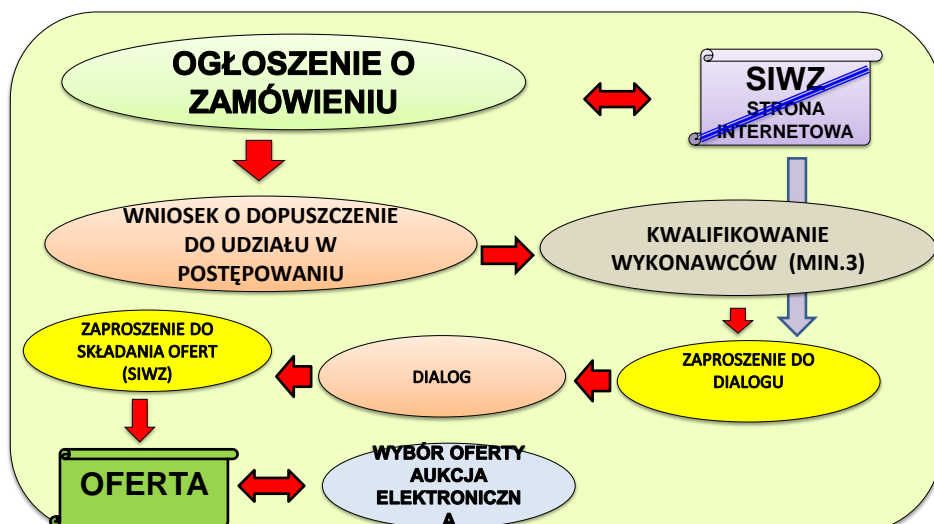 OGŁOSZENIE O
ZAMÓWIENIU
SIWZ
STRONA
INTERNETOWA
WNIOSEK O DOPUSZCZENIE
DO UDZIAŁU W
POSTĘPOWANIU
KWALIFIKOWANIE
WYKONAWCÓW (MIN.3)
ZAPROSZENIE DO
SKŁADANIA OFERT
(SIWZ)
DIALOG
ZAPROSZENIE DO
DIALOGU
OFERTA
WYBÓR OFERTY
AUKCJA
ELEKTRONICZN
A